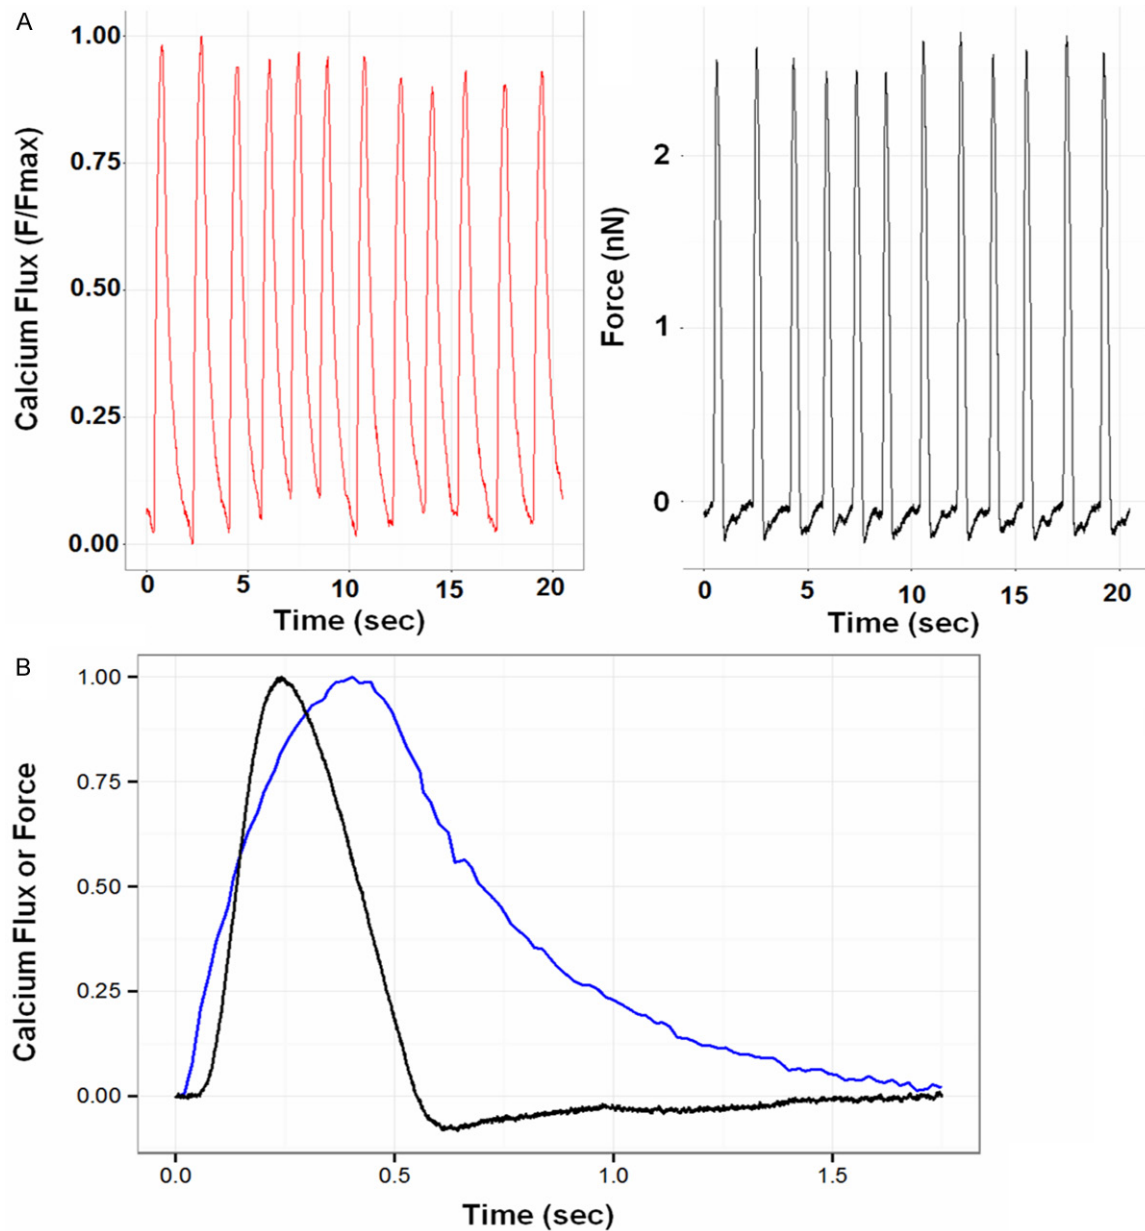 A
Calcium Flux (F/Fmax)
1.00
0.75
0.50
0.25
0.00
0 5 10 15 20
Time (sec)
Force (nN)
2
1
0
0 5 10 15 20
Time (sec)
B
Calcium Flux or Force
1.00
0.75
0.50
0.25
0.00
0.0 0.5 1.0 1.5
Time (sec)